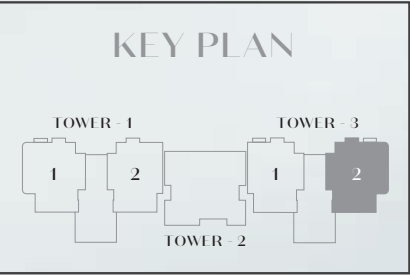 KEY PLAN
TOWER - 1
TOWER - 3
1
2
1
2
TOWER - 2